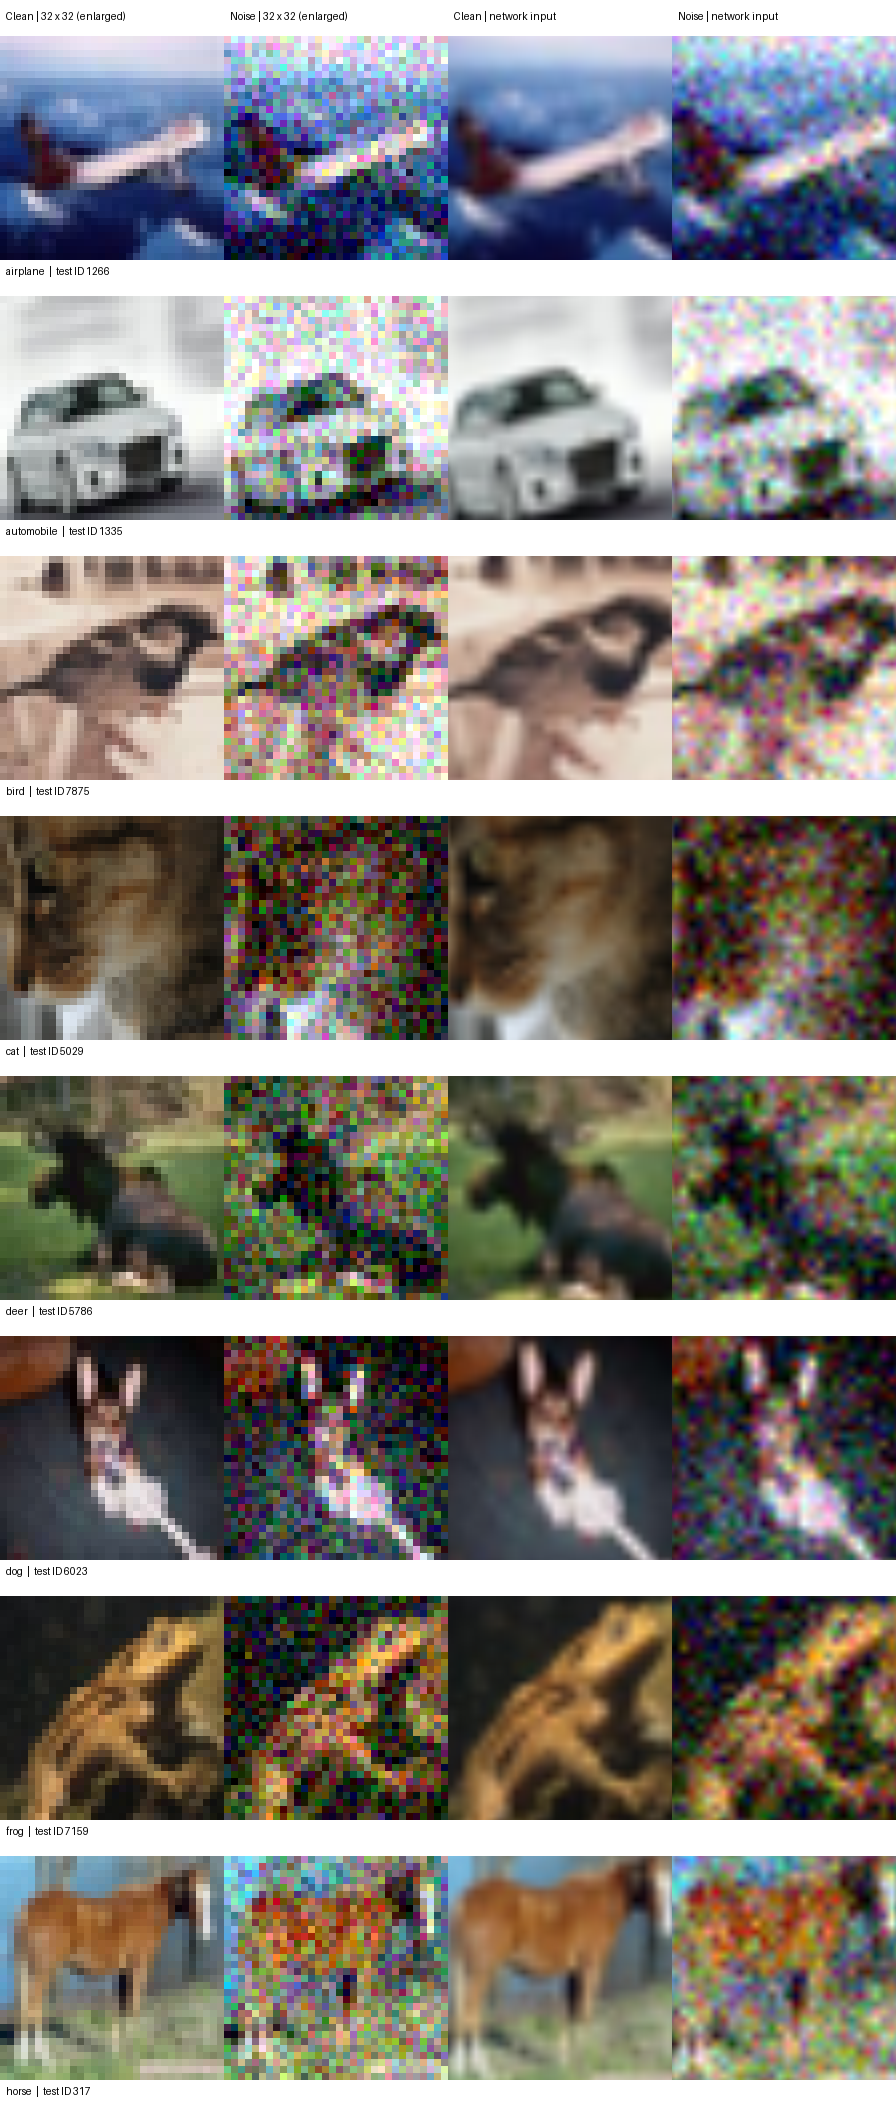 Clean | 32 x 32 (enlarged) Noise | 32 x 32 (enlarged) Clean | network input Noise | network input
airplane | test ID 1266
automobile | test ID 1335
bird | test ID 7875
cat | test ID 5029
deer | test ID 5786
dog | test ID 6023
frog | test ID 7159
horse | test ID 317